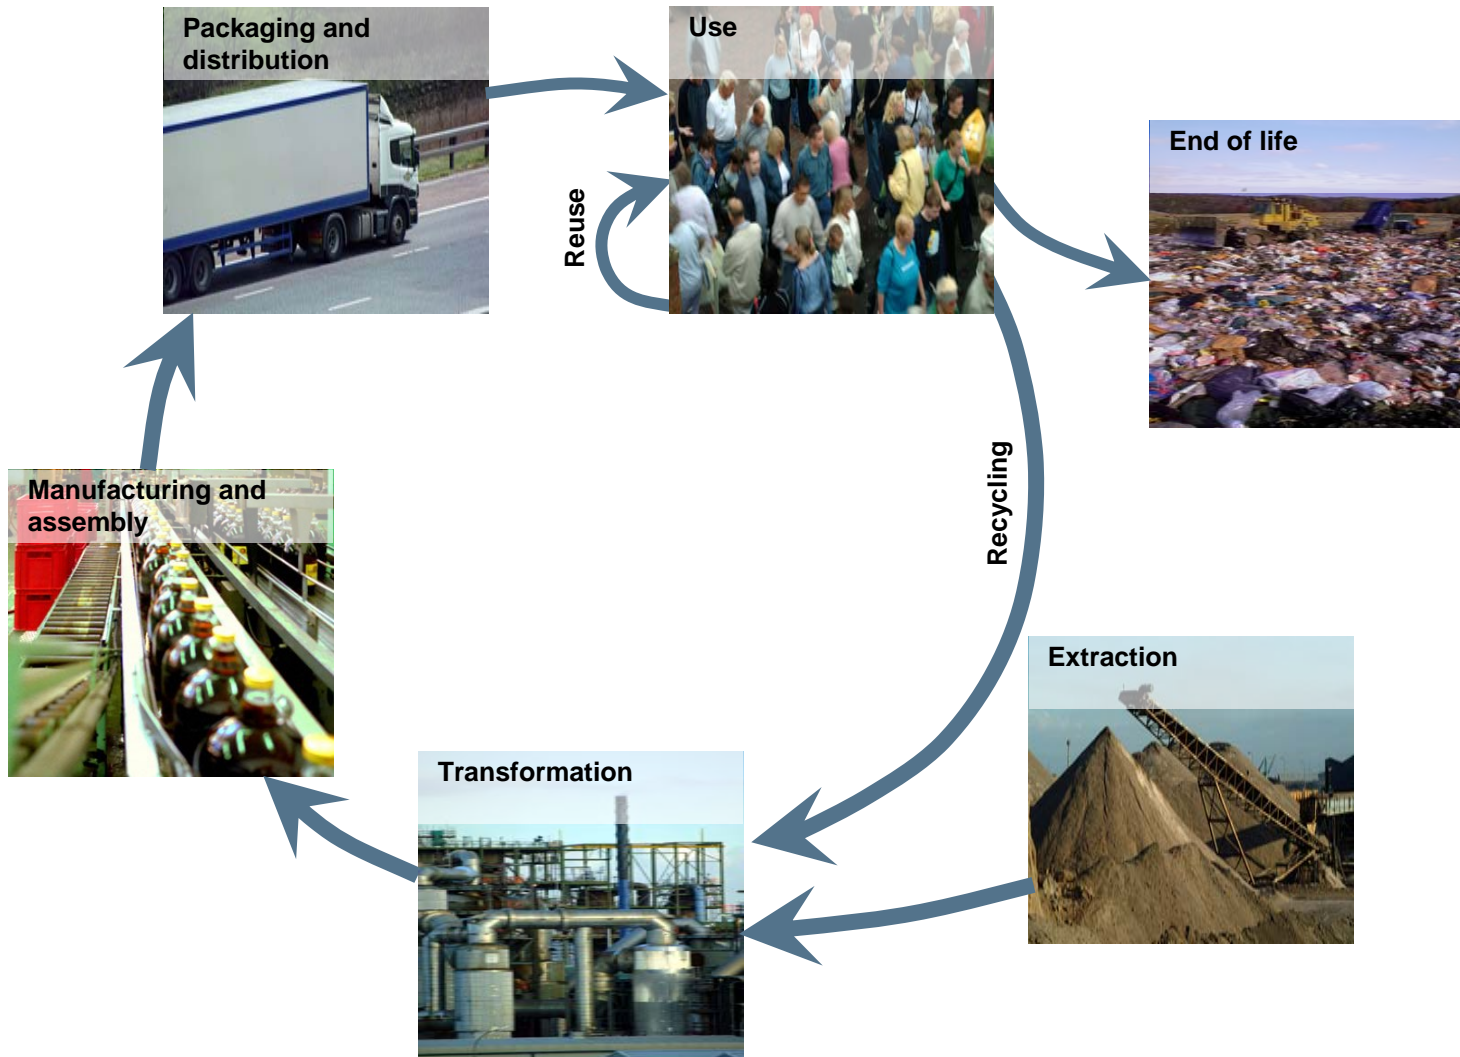 Packaging and
distribution
Use
End of life
Reuse
Manufacturing and
assembly
Recycling
Extraction
Transformation